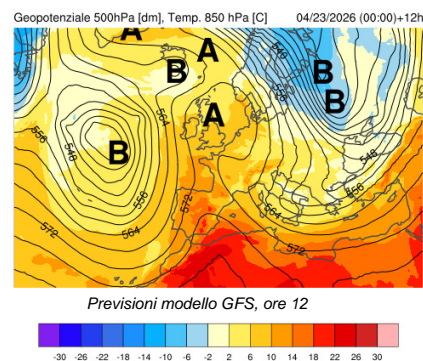 Geopotenziale 500hPa [dm], Temp. 850 hPa [C] 04/23/2026 (00:00)+12h
A
A
B
B
B
A
B
546
558
564
546
556
564
572
572
548
556
564
572
Previsioni modello GFS, ore 12
-30 -26 -22 -18 -14 -10 -6 -2 2 6 10 14 18 22 26 30